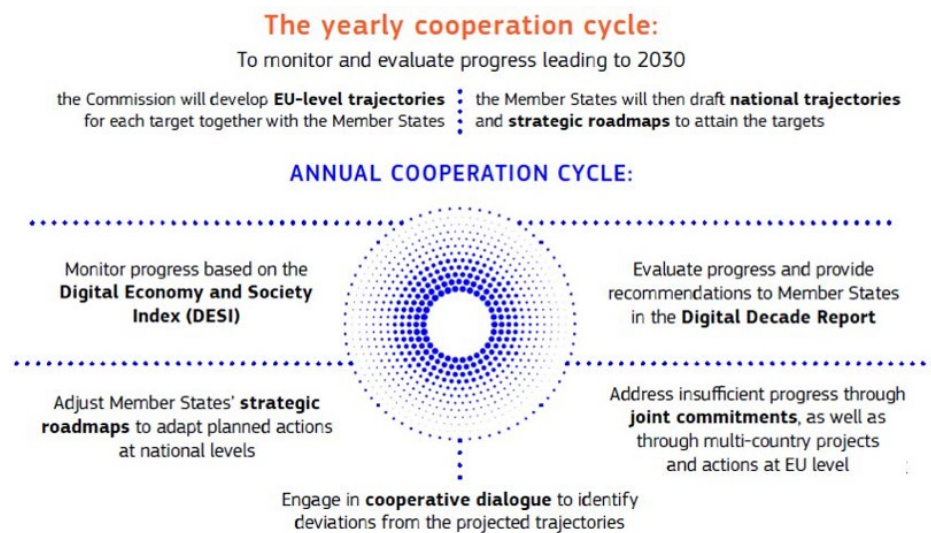 The yearly cooperation cycle:
To monitor and evaluate progress leading to 2030
the Commission will develop EU-level trajectories
for each target together with the Member States
the Member States will then draft national trajectories
and strategic roadmaps to attain the targets
ANNUAL COOPERATION CYCLE:
Monitor progress based on the
Digital Economy and Society
Index (DESI)
Evaluate progress and provide
recommendations to Member States
in the Digital Decade Report
Adjust Member States' strategic
roadmaps to adapt planned actions
at national levels
Address insufficient progress through
joint commitments, as well as
through multi-country projects
and actions at EU level
Engage in cooperative dialogue to identify
deviations from the projected trajectories